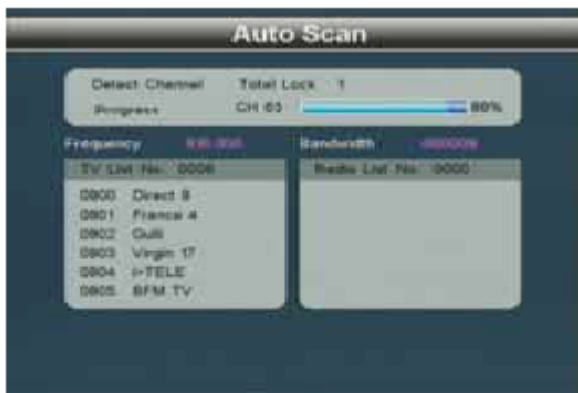 Auto Scan
Detect Channel Total Lock 1
Progress CH 63 80%
Frequency
Bandwidth
TV List No. 0006
Radio List No. 0000
0800 Direct 8
0801 France 4
0802 Gulli
0803 Virgin 17
0804 i>TELE
0805 BFM TV